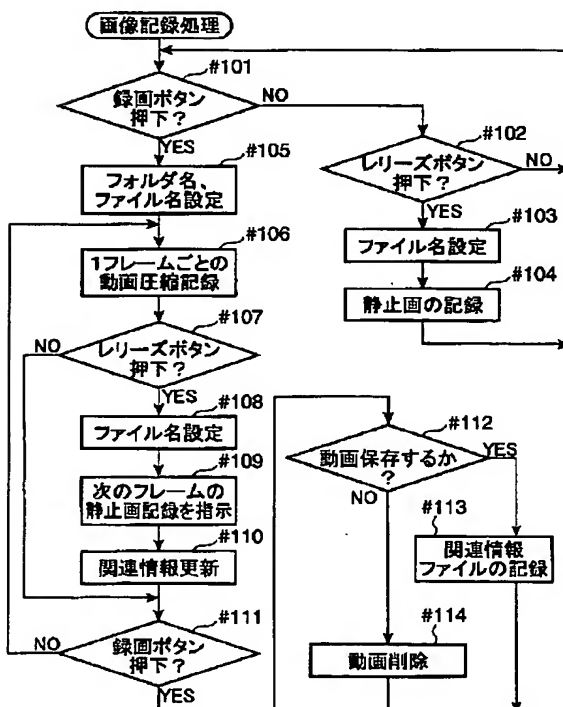 画像記録処理
#101
録画ボタン
押下?
NO
YES
#102
レリーズボタン
押下?
NO
YES
#103
ファイル名設定
#104
静止画の記録
#105
フォルダ名、
ファイル名設定
#106
1フレームごとの
動画圧縮記録
#107
レリーズボタン
押下?
NO
YES
#108
ファイル名設定
#109
次のフレームの
静止画記録を指示
#110
関連情報更新
#111
録画ボタン
押下?
NO
YES
#112
動画保存するか
?
YES
NO
#113
関連情報
ファイルの記録
#114
動画削除